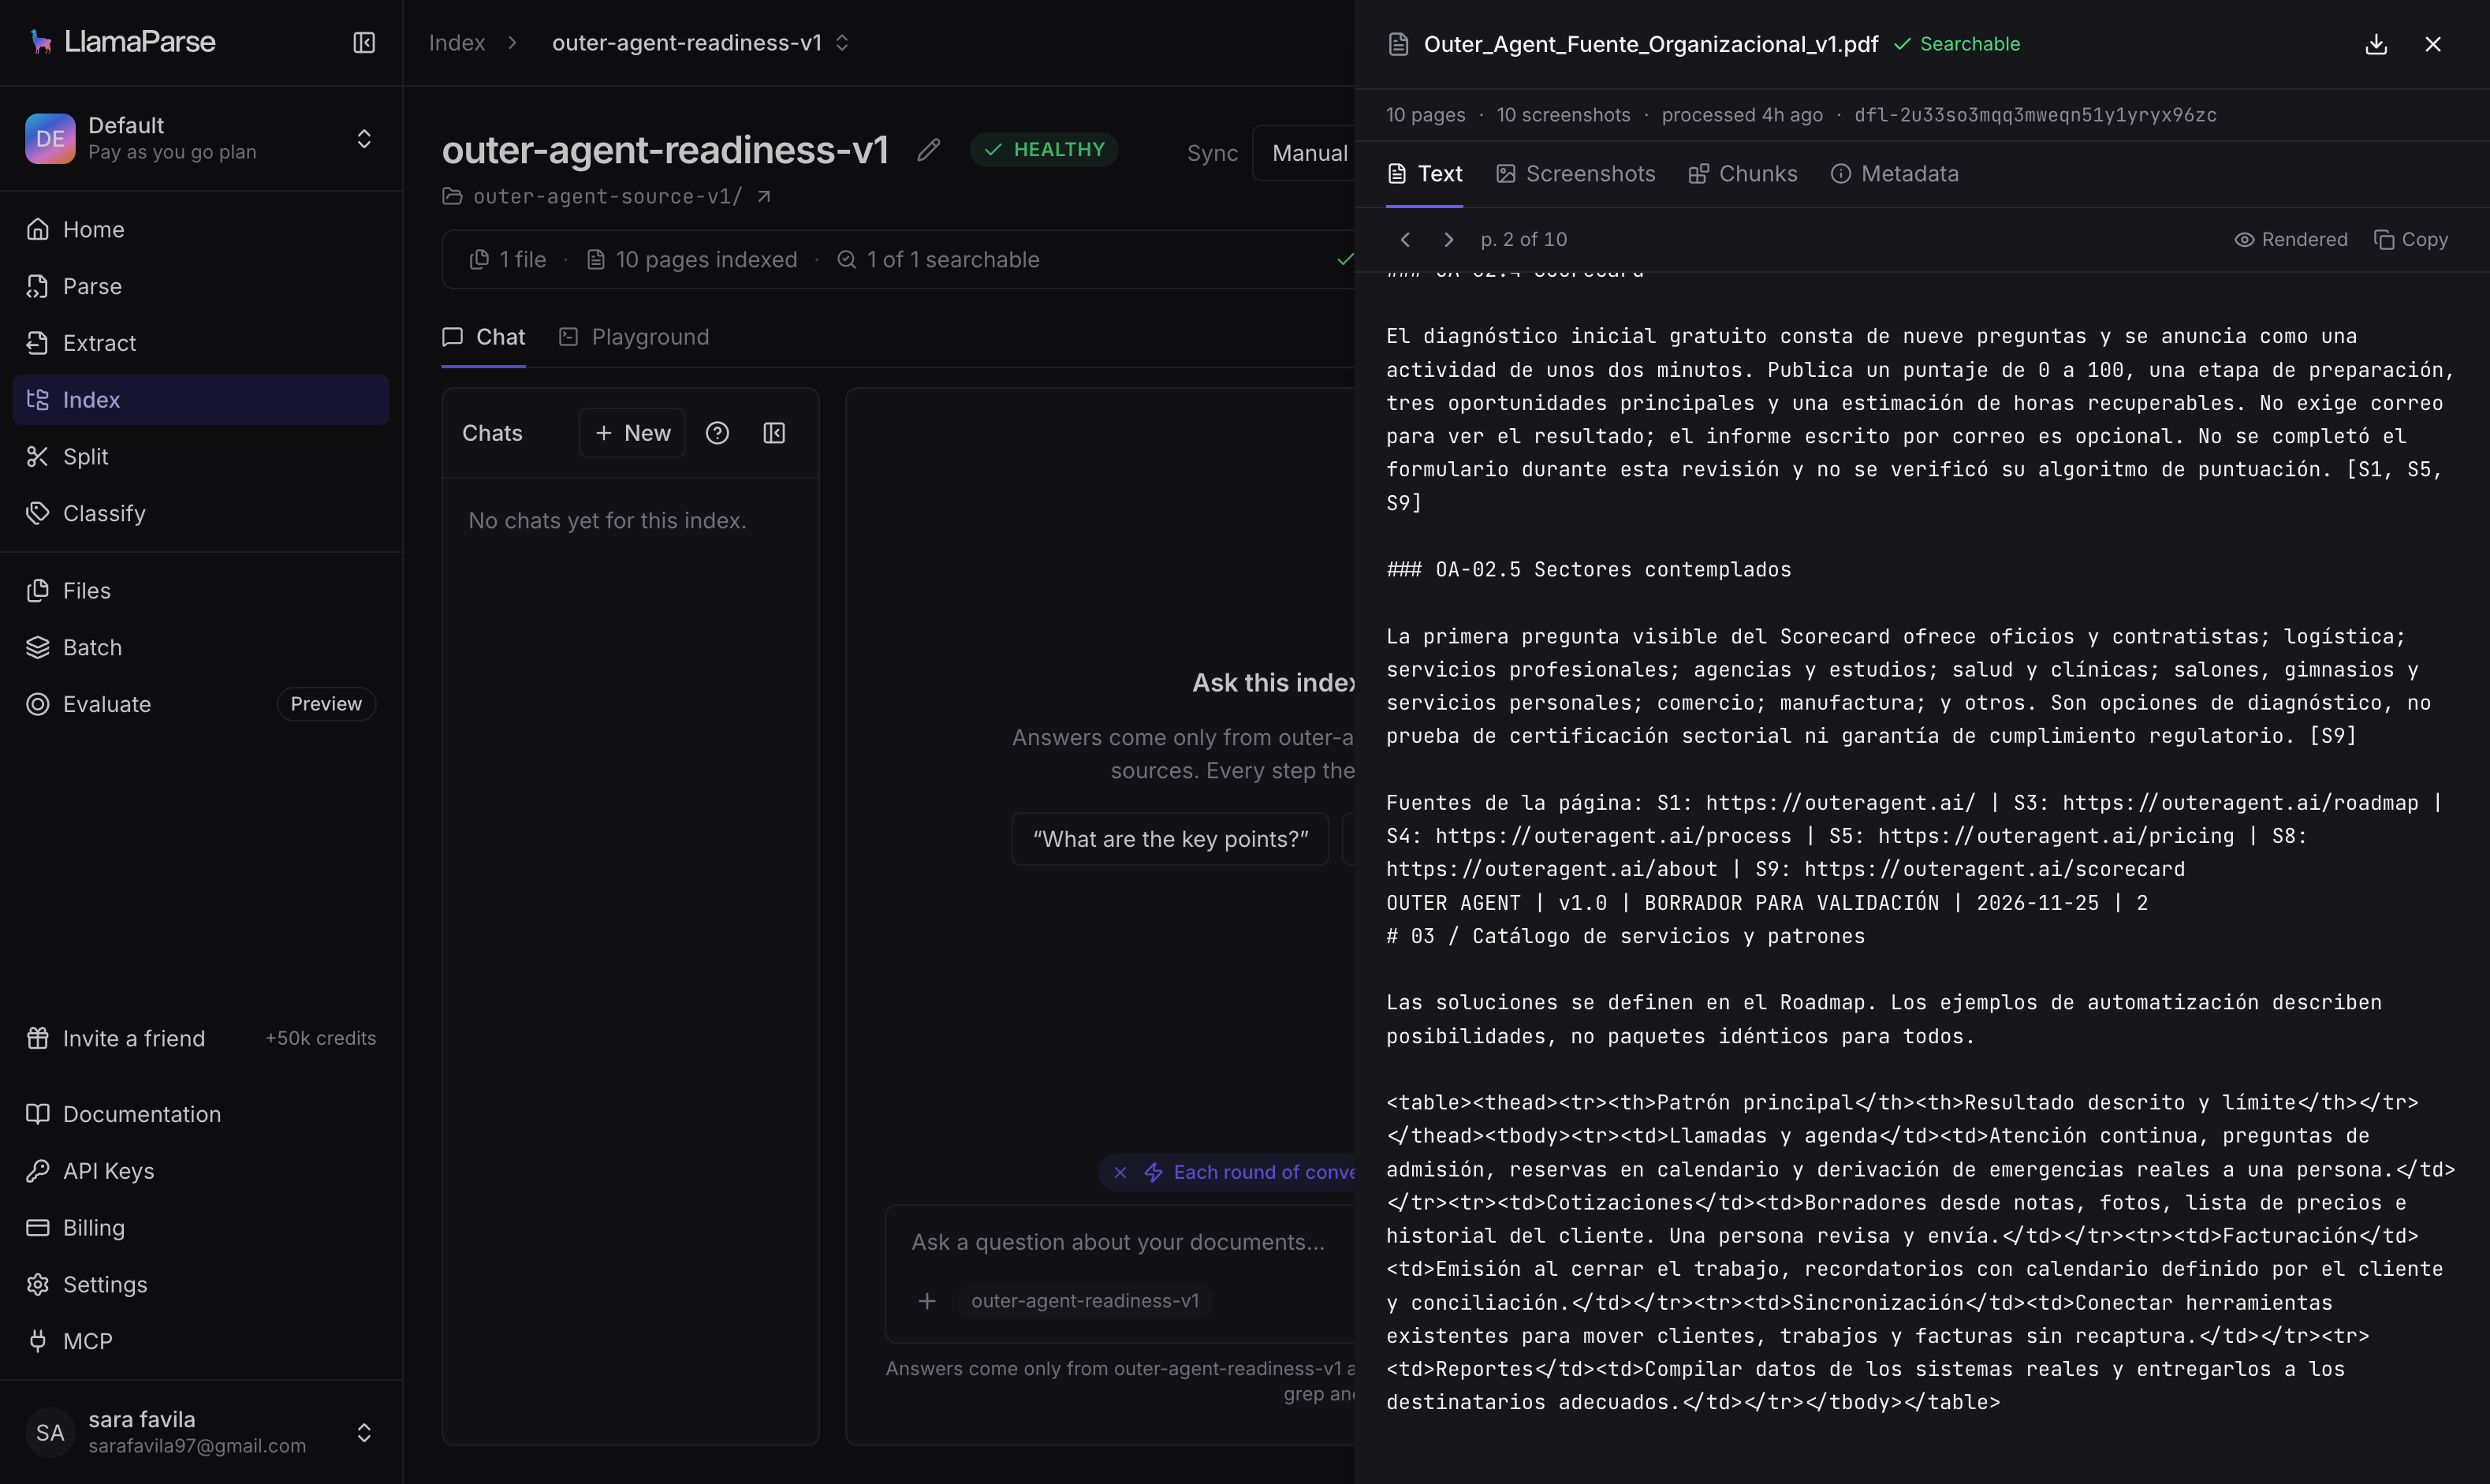 LlamaParse
DE
Default
Pay as you go plan
Home
Parse
Extract
Index
Split
Classify
Files
Batch
Evaluate
Preview
Invite a friend
+50k credits
Documentation
API Keys
Billing
Settings
MCP
SA
sara favila
sarafavila97@gmail.com
Index > outer-agent-readiness-v1
outer-agent-readiness-v1
HEALTHY
Sync
Manual
outer-agent-source-v1/
1 file · 10 pages indexed · 1 of 1 searchable
Chat
Playground
Chats
+ New
No chats yet for this index.
Ask this index
Answers come only from outer-a
sources. Every step the
“What are the key points?”
Each round of conve
Ask a question about your documents...
outer-agent-readiness-v1
Answers come only from outer-agent-readiness-v1 a
grep and
Outer_Agent_Fuente_Organizacional_v1.pdf
Searchable
10 pages · 10 screenshots · processed 4h ago · dfl-2u33so3mqq3mweqn51y1yryx96zc
Text
Screenshots
Chunks
Metadata
p. 2 of 10
Rendered
Copy
### OA-02.4 Scorecard
El diagnóstico inicial gratuito consta de nueve preguntas y se anuncia como una
actividad de unos dos minutos. Publica un puntaje de 0 a 100, una etapa de preparación,
tres oportunidades principales y una estimación de horas recuperables. No exige correo
para ver el resultado; el informe escrito por correo es opcional. No se completó el
formulario durante esta revisión y no se verificó su algoritmo de puntuación. [S1, S5,
S9]
### OA-02.5 Sectores contemplados
La primera pregunta visible del Scorecard ofrece oficios y contratistas; logística;
servicios profesionales; agencias y estudios; salud y clínicas; salones, gimnasios y
servicios personales; comercio; manufactura; y otros. Son opciones de diagnóstico, no
prueba de certificación sectorial ni garantía de cumplimiento regulatorio. [S9]
Fuentes de la página: S1: https://outeragent.ai/ | S3: https://outeragent.ai/roadmap |
S4: https://outeragent.ai/process | S5: https://outeragent.ai/pricing | S8:
https://outeragent.ai/about | S9: https://outeragent.ai/scorecard
OUTER AGENT | v1.0 | BORRADOR PARA VALIDACIÓN | 2026-11-25 | 2
# 03 / Catálogo de servicios y patrones
Las soluciones se definen en el Roadmap. Los ejemplos de automatización describen
posibilidades, no paquetes idénticos para todos.
<table><thead><tr><th>Patrón principal</th><th>Resultado descrito y límite</th></tr>
</thead><tbody><tr><td>Llamadas y agenda</td><td>Atención continua, preguntas de
admisión, reservas en calendario y derivación de emergencias reales a una persona.</td>
</tr><tr><td>Cotizaciones</td><td>Borradores desde notas, fotos, lista de precios e
historial del cliente. Una persona revisa y envía.</td></tr><tr><td>Facturación</td>
<td>Emisión al cerrar el trabajo, recordatorios con calendario definido por el cliente
y conciliación.</td></tr><tr><td>Sincronización</td><td>Conectar herramientas
existentes para mover clientes, trabajos y facturas sin recaptura.</td></tr><tr>
<td>Reportes</td><td>Compilar datos de los sistemas reales y entregarlos a los
destinatarios adecuados.</td></tr></tbody></table>